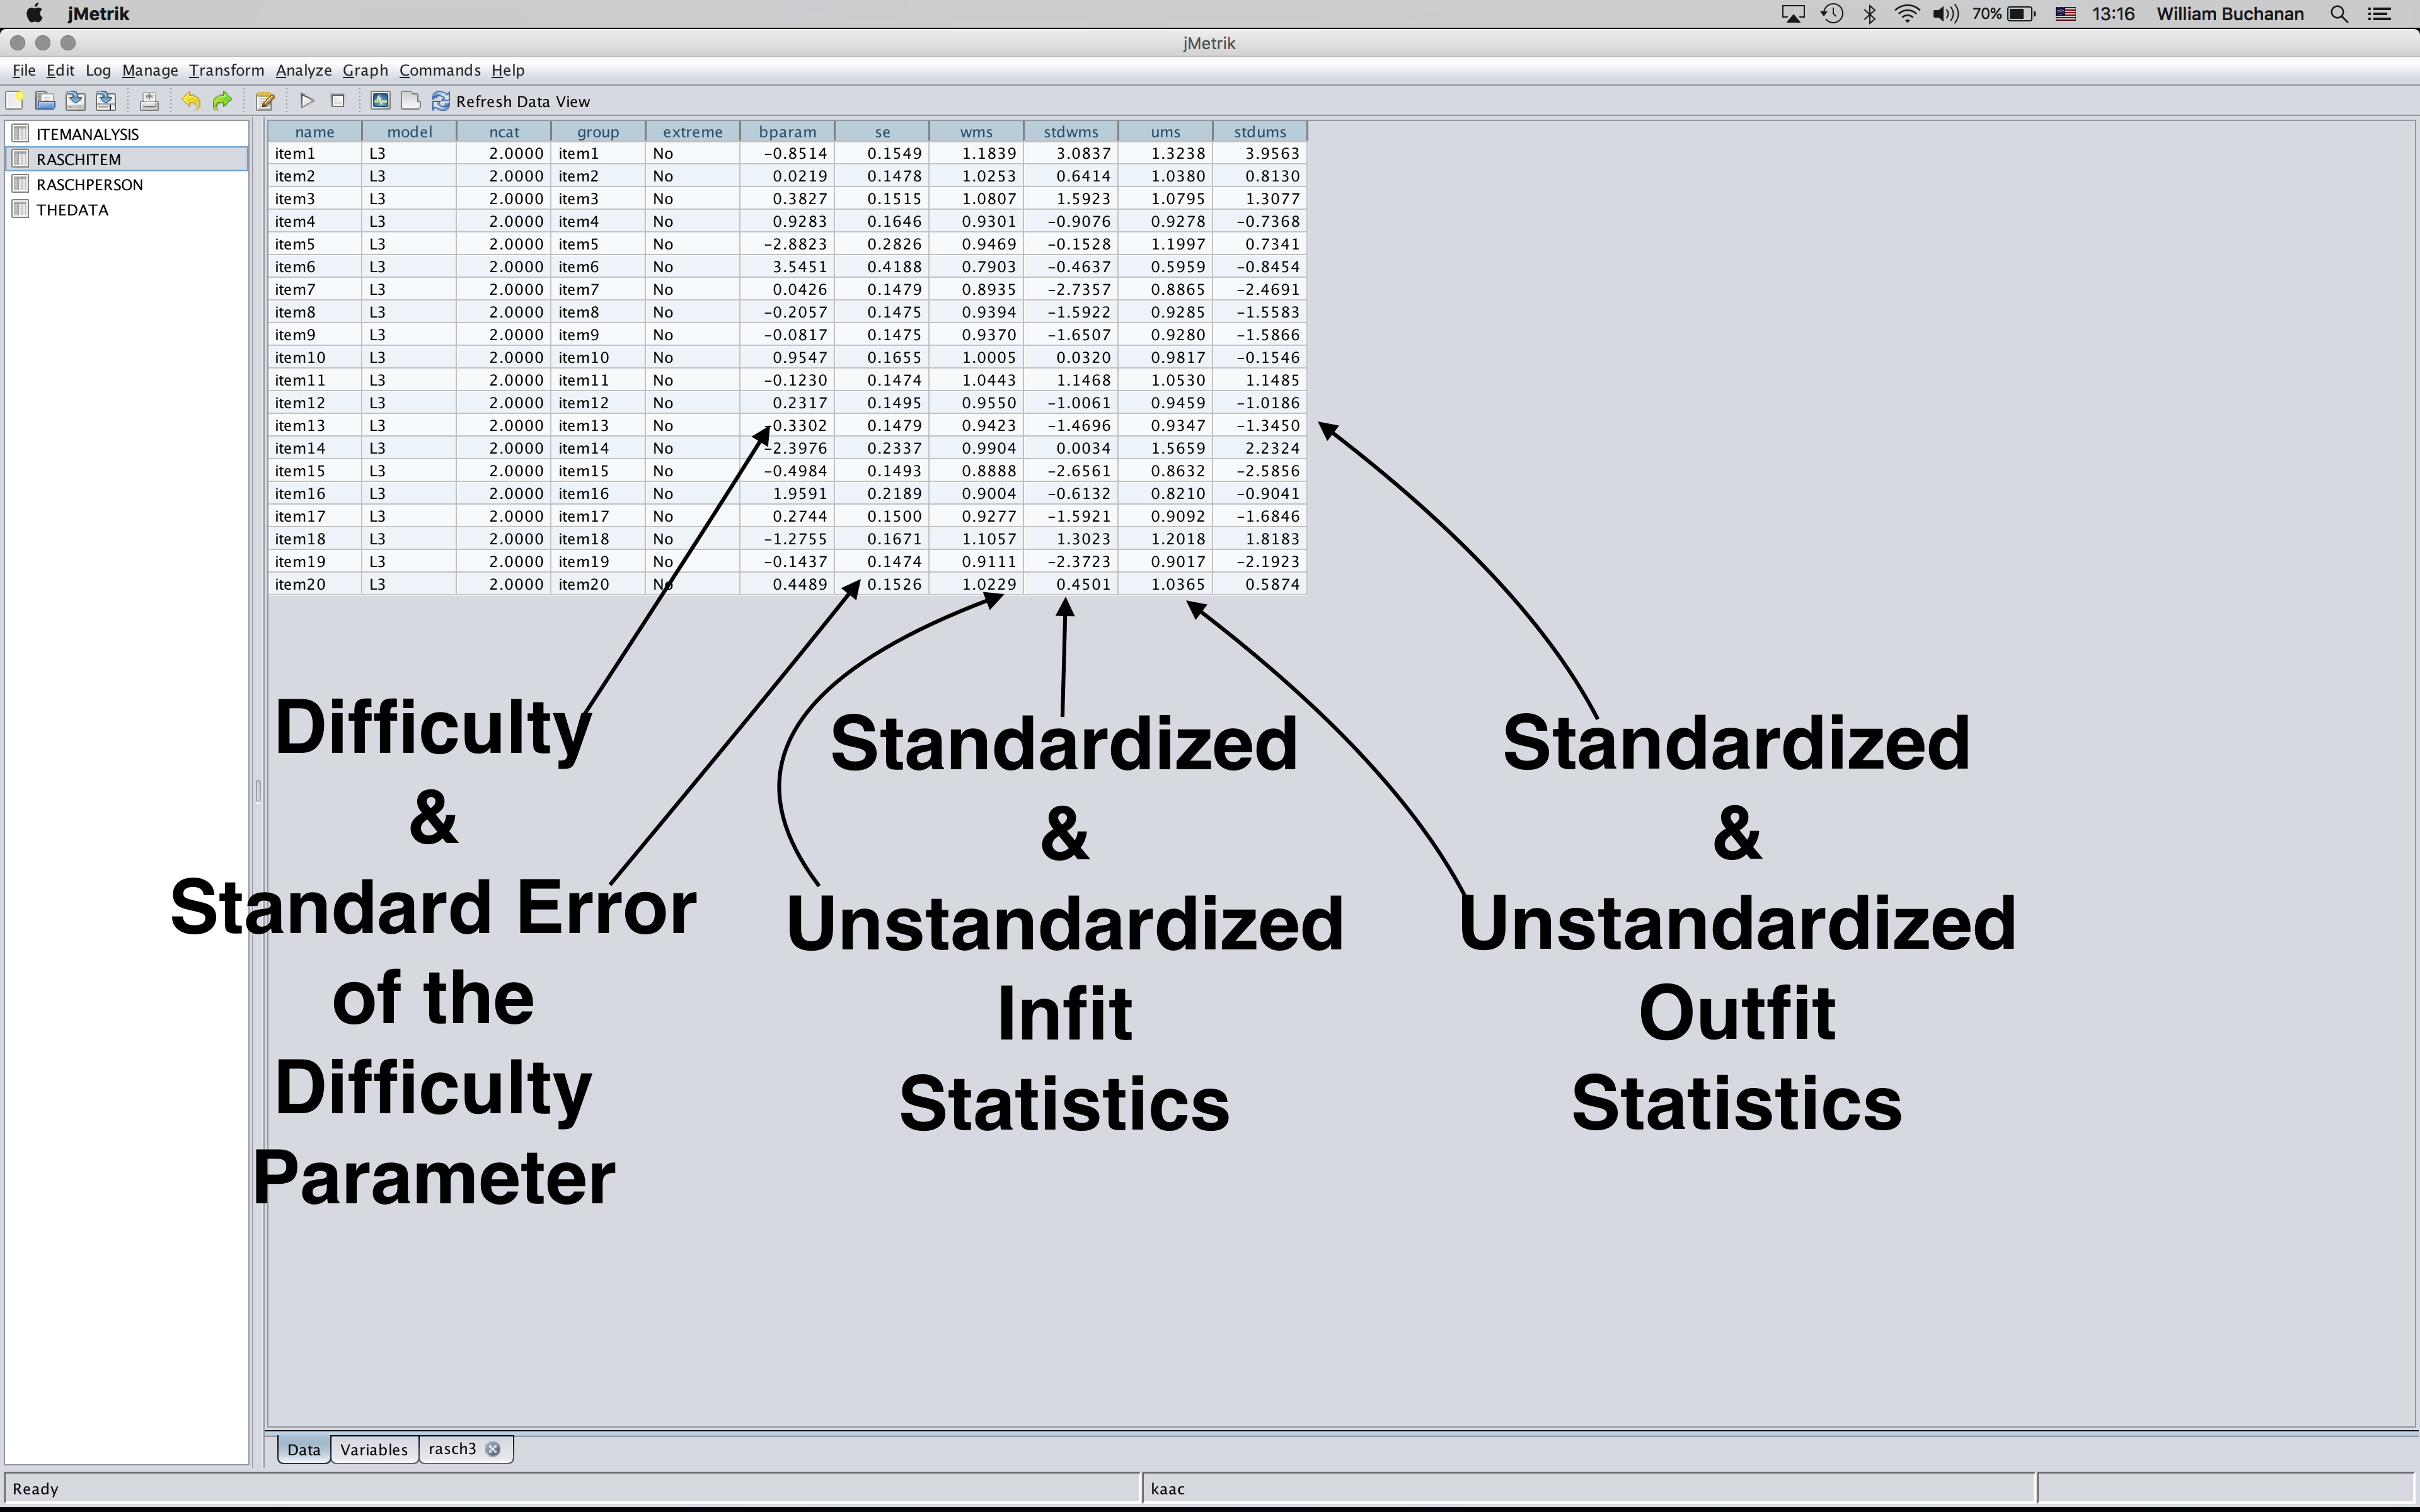 jMetrik
70%
13:16
William Buchanan
jMetrik
File Edit Log Manage Transform Analyze Graph Commands Help
Refresh Data View
ITEMANALYSIS
RASCHITEM
RASCHPERSON
THEDATA
name model ncat group extreme bparam se wms stdwms ums stdums
item1 L3 2.0000 item1 No −0.8514 0.1549 1.1839 3.0837 1.3238 3.9563
item2 L3 2.0000 item2 No 0.0219 0.1478 1.0253 0.6414 1.0380 0.8130
item3 L3 2.0000 item3 No 0.3827 0.1515 1.0807 1.5923 1.0795 1.3077
item4 L3 2.0000 item4 No 0.9283 0.1646 0.9301 −0.9076 0.9278 −0.7368
item5 L3 2.0000 item5 No −2.8823 0.2826 0.9469 −0.1528 1.1997 0.7341
item6 L3 2.0000 item6 No 3.5451 0.4188 0.7903 −0.4637 0.5959 −0.8454
item7 L3 2.0000 item7 No 0.0426 0.1479 0.8935 −2.7357 0.8865 −2.4691
item8 L3 2.0000 item8 No −0.2057 0.1475 0.9394 −1.5922 0.9285 −1.5583
item9 L3 2.0000 item9 No −0.0817 0.1475 0.9370 −1.6507 0.9280 −1.5866
item10 L3 2.0000 item10 No 0.9547 0.1655 1.0005 0.0320 0.9817 −0.1546
item11 L3 2.0000 item11 No −0.1230 0.1474 1.0443 1.1468 1.0530 1.1485
item12 L3 2.0000 item12 No 0.2317 0.1495 0.9550 −1.0061 0.9459 −1.0186
item13 L3 2.0000 item13 No −0.3302 0.1479 0.9423 −1.4696 0.9347 −1.3450
item14 L3 2.0000 item14 No −2.3976 0.2337 0.9904 0.0034 1.5659 2.2324
item15 L3 2.0000 item15 No −0.4984 0.1493 0.8888 −2.6561 0.8632 −2.5856
item16 L3 2.0000 item16 No 1.9591 0.2189 0.9004 −0.6132 0.8210 −0.9041
item17 L3 2.0000 item17 No 0.2744 0.1500 0.9277 −1.5921 0.9092 −1.6846
item18 L3 2.0000 item18 No −1.2755 0.1671 1.1057 1.3023 1.2018 1.8183
item19 L3 2.0000 item19 No −0.1437 0.1474 0.9111 −2.3723 0.9017 −2.1923
item20 L3 2.0000 item20 No 0.4489 0.1526 1.0229 0.4501 1.0365 0.5874
Difficulty
&
Standard Error
of the
Difficulty
Parameter
Standardized
&
Unstandardized
Infit
Statistics
Standardized
&
Unstandardized
Outfit
Statistics
Data Variables rasch3
Ready
kaac